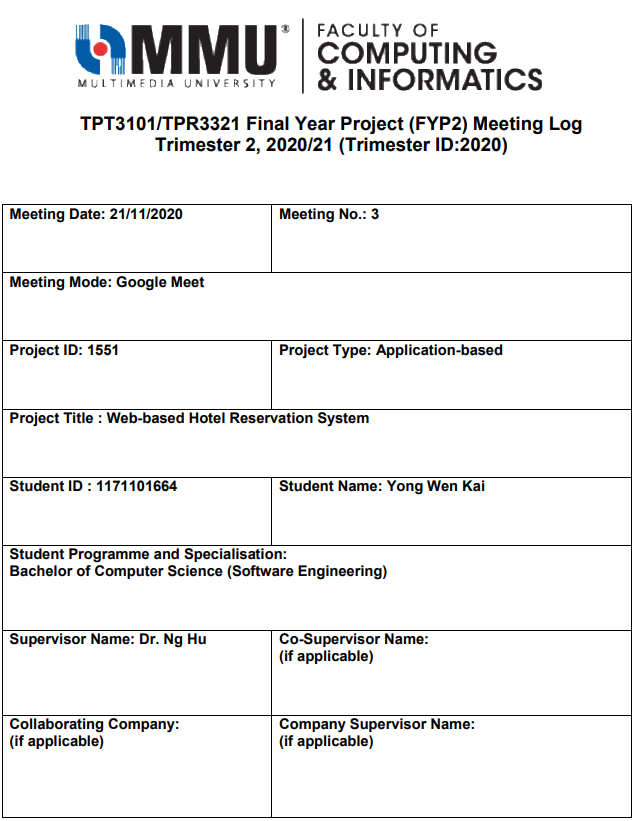 MMU®
MULTIMEDIA UNIVERSITY
FACULTY OF
COMPUTING
& INFORMATICS
TPT3101/TPR3321 Final Year Project (FYP2) Meeting Log
Trimester 2, 2020/21 (Trimester ID:2020)
Meeting Date: 21/11/2020
Meeting No.: 3
Meeting Mode: Google Meet
Project ID: 1551
Project Type: Application-based
Project Title : Web-based Hotel Reservation System
Student ID : 1171101664
Student Name: Yong Wen Kai
Student Programme and Specialisation:
Bachelor of Computer Science (Software Engineering)
Supervisor Name: Dr. Ng Hu
Co-Supervisor Name:
(if applicable)
Collaborating Company:
(if applicable)
Company Supervisor Name:
(if applicable)